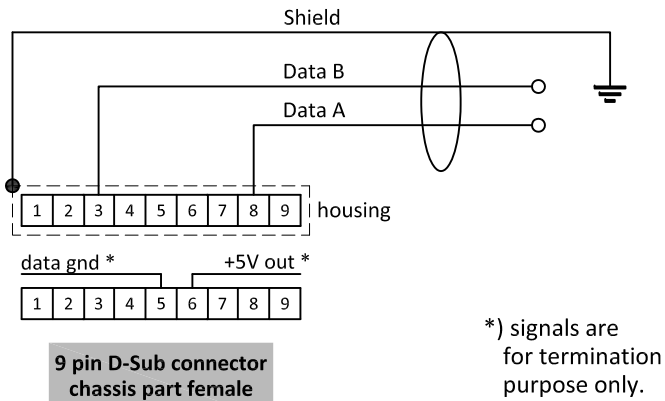 Shield
Data B
Data A
1 2 3 4 5 6 7 8 9 housing
data gnd * +5V out *
1 2 3 4 5 6 7 8 9
*) signals are
for termination
purpose only.
9 pin D-Sub connector
chassis part female